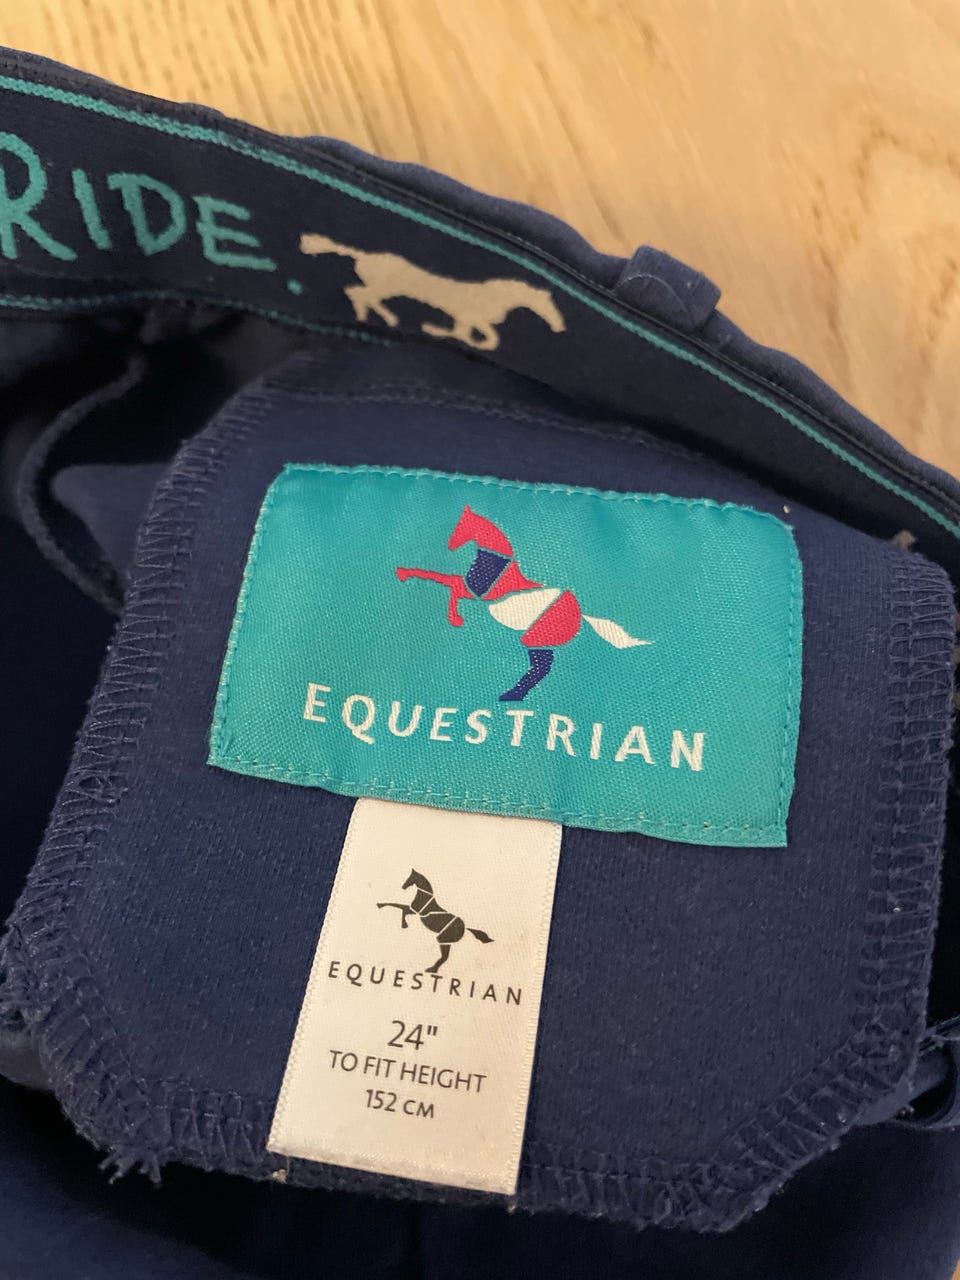 RIDE.
EQUESTRIAN
EQUESTRIAN
24"
TO FIT HEIGHT
152 CM